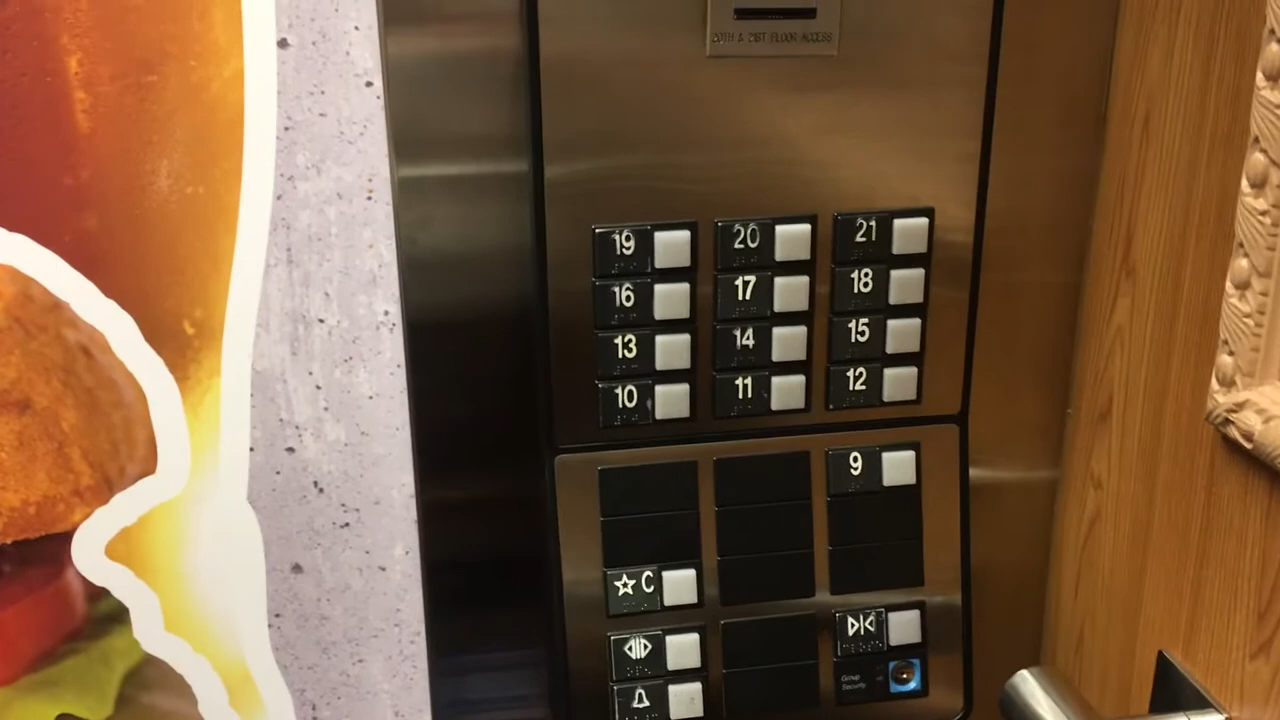 20TH & 21ST FLOOR ACCESS
19 20 21
16 17 18
13 14 15
10 11 12
9
☆ C
Group
Security